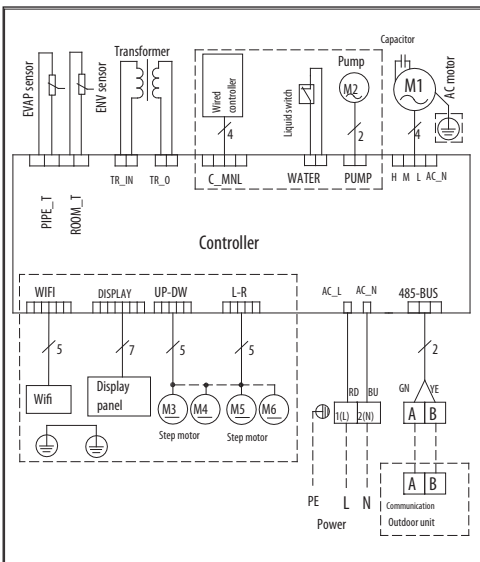 EVAP sensor
ENV sensor
Transformer
Wired
controller
Liquid switch
Pump
M2
Capacitor
M1
AC motor
4
2
4
TR_IN
TR_O
C_MNL
WATER
PUMP
H M L AC_N
PIPE_T
ROOM_T
Controller
WIFI
DISPLAY
UP-DW
L-R
AC_L
AC_N
485-BUS
5
7
5
5
2
Wifi
Display
panel
M3
M4
M5
M6
Step motor
Step motor
RD
BU
1(L)
2(N)
GN
YE
A
B
PE
L
N
Power
A
B
Communication
Outdoor unit